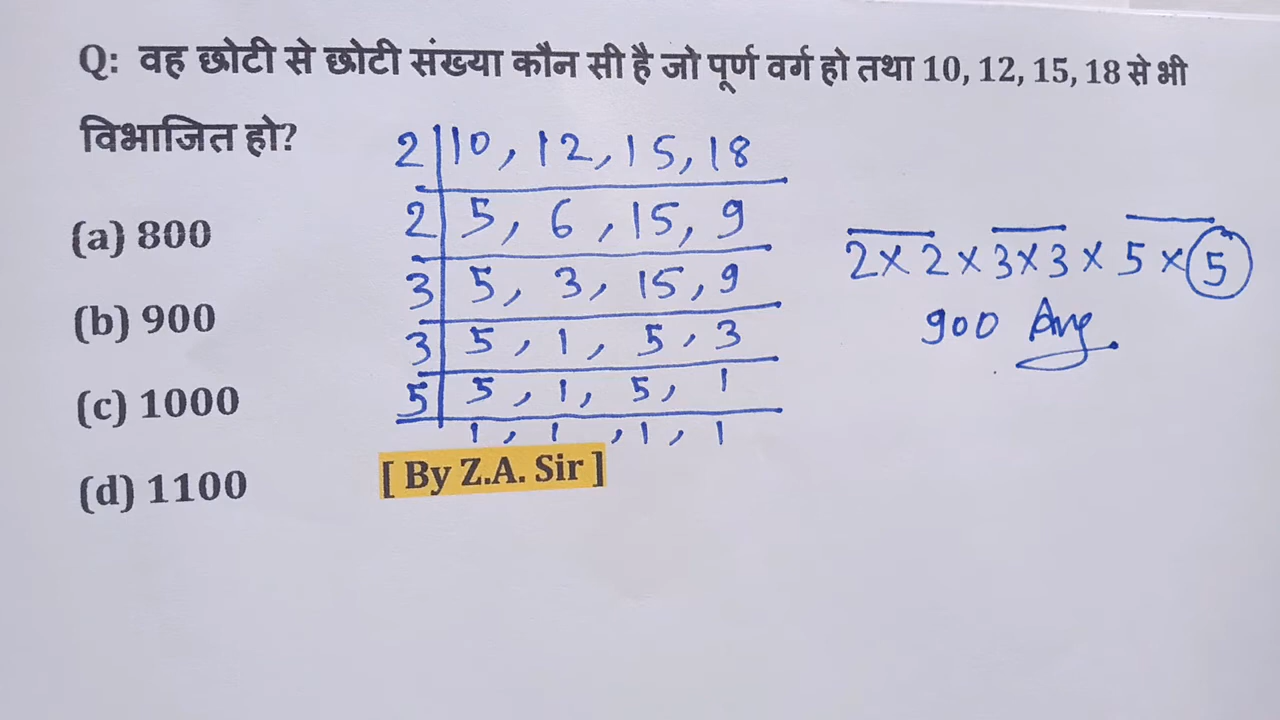 Q: वह छोटी से छोटी संख्या कौन सी है जो पूर्ण वर्ग हो तथा 10, 12, 15, 18 से भी
विभाजित हो?
(a) 800
(b) 900
(c) 1000
(d) 1100
2 | 10, 12, 15, 18
2 | 5, 6, 15, 9
3 | 5, 3, 15, 9
3 | 5, 1, 5, 3
5 | 5, 1, 5, 1
1, 1, 1, 1
[ By Z.A. Sir ]
2 × 2 × 3 × 3 × 5 × 5
900 Ans